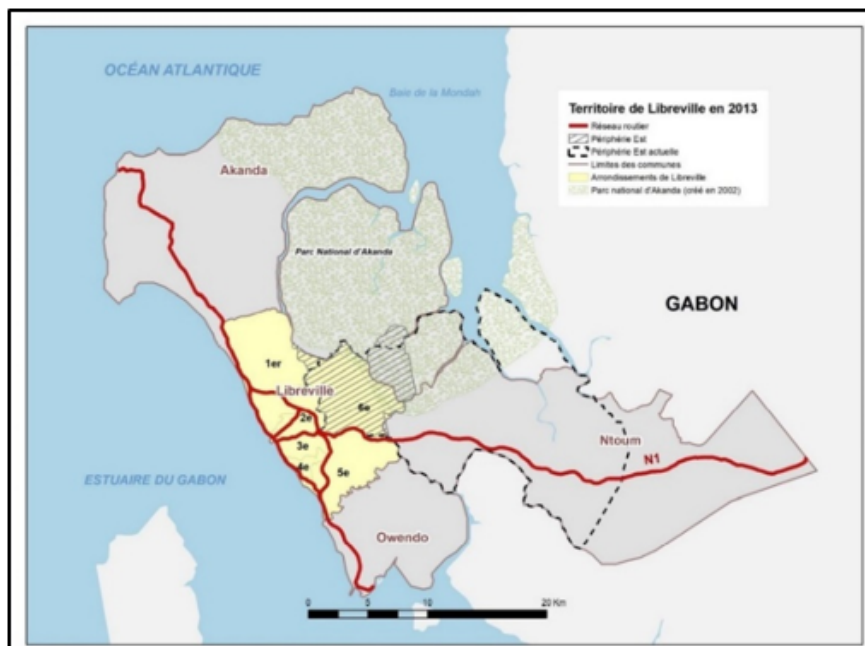 OCÉAN ATLANTIQUE
Baie de la Mondah
Territoire de Libreville en 2013
Réseau routier
Périphérie Est
Périphérie Est actuelle
Limites des communes
Arrondissements de Libreville
Parc national d'Akanda (créé en 2002)
Akanda
Parc National d'Akanda
GABON
1er
Libreville
6e
2e
3e
4e
5e
Ntoum
N1
ESTUAIRE DU GABON
Owendo
0 5 10 20 Km